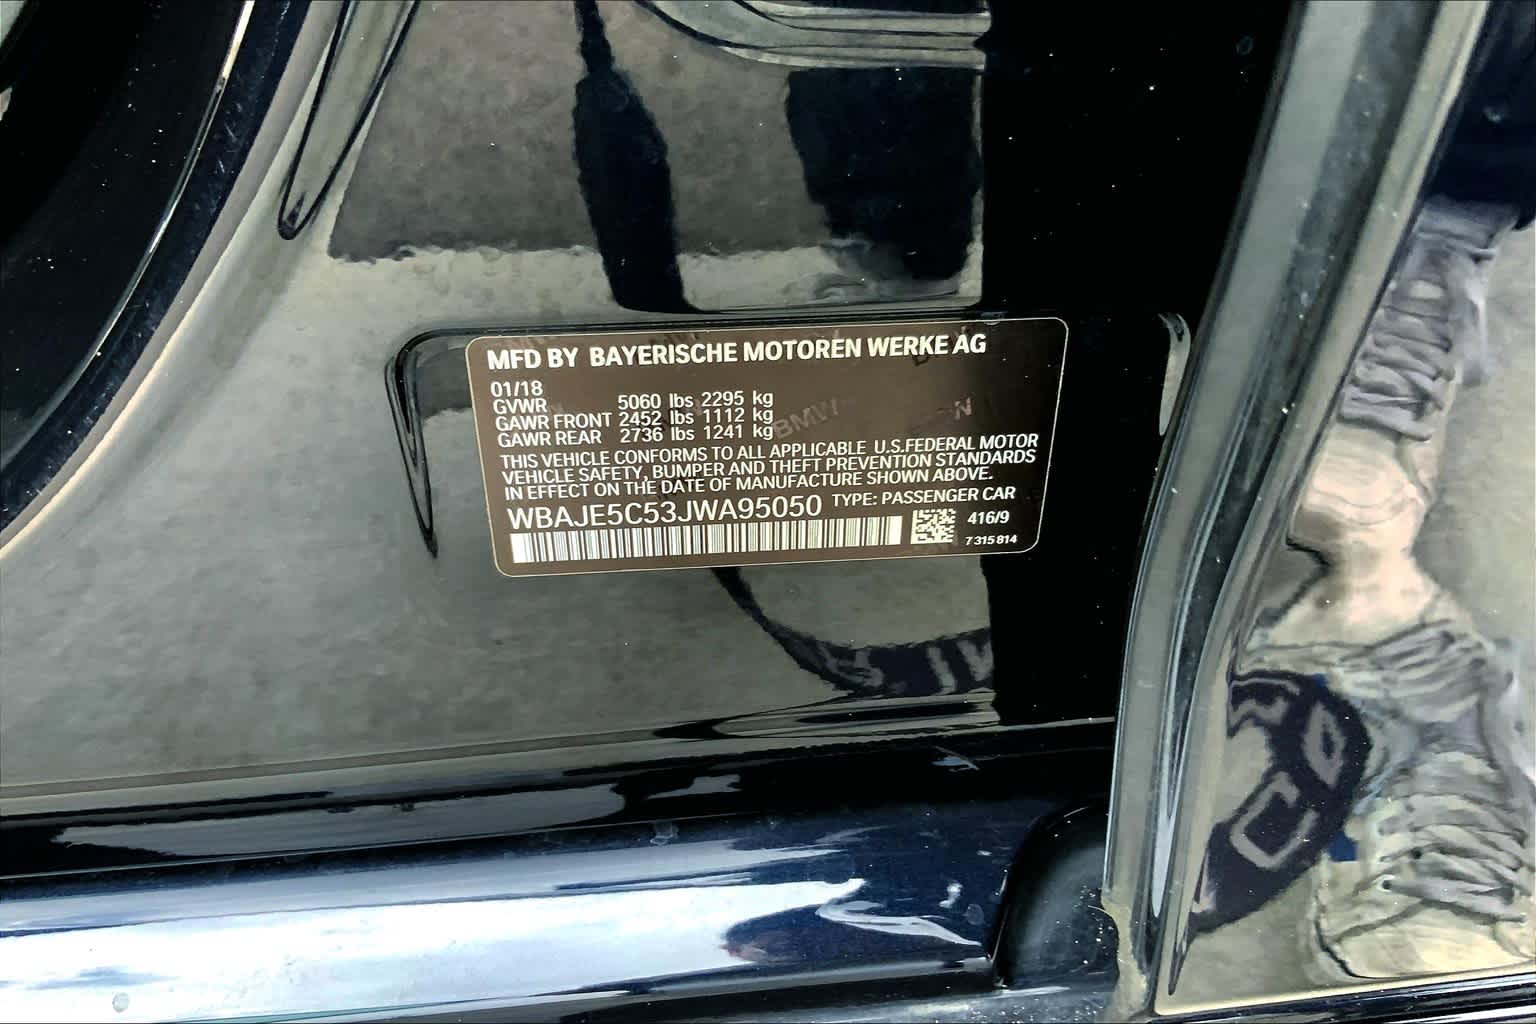 MFD BY BAYERISCHE MOTOREN WERKE AG
01/18
GVWR 5060 lbs 2295 kg
GAWR FRONT 2452 lbs 1112 kg
GAWR REAR 2736 lbs 1241 kg
THIS VEHICLE CONFORMS TO ALL APPLICABLE U.S.FEDERAL MOTOR
VEHICLE SAFETY, BUMPER AND THEFT PREVENTION STANDARDS
IN EFFECT ON THE DATE OF MANUFACTURE SHOWN ABOVE.
WBAJE5C53JWA95050 TYPE: PASSENGER CAR
416/9
7 315 814
BMW